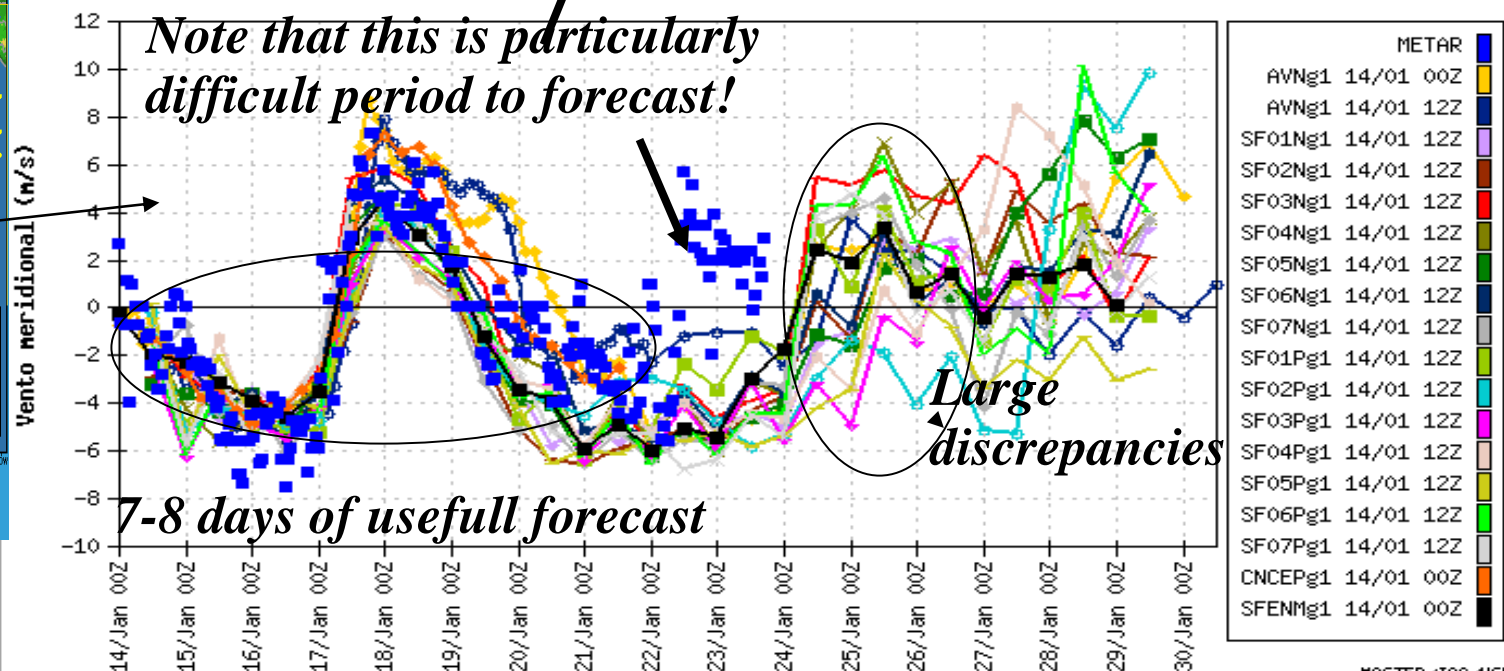 Note that this is particularly
difficult period to forecast!
Vento meridional (m/s)
12
10
8
6
4
2
0
−2
−4
−6
−8
−10
Large
discrepancies
7-8 days of usefull forecast
14/Jan 00Z
15/Jan 00Z
16/Jan 00Z
17/Jan 00Z
18/Jan 00Z
19/Jan 00Z
20/Jan 00Z
21/Jan 00Z
22/Jan 00Z
23/Jan 00Z
24/Jan 00Z
25/Jan 00Z
26/Jan 00Z
27/Jan 00Z
28/Jan 00Z
29/Jan 00Z
30/Jan 00Z
METAR
AVNg1 14/01 00Z
AVNg1 14/01 12Z
SF01Ng1 14/01 12Z
SF02Ng1 14/01 12Z
SF03Ng1 14/01 12Z
SF04Ng1 14/01 12Z
SF05Ng1 14/01 12Z
SF06Ng1 14/01 12Z
SF07Ng1 14/01 12Z
SF01Pg1 14/01 12Z
SF02Pg1 14/01 12Z
SF03Pg1 14/01 12Z
SF04Pg1 14/01 12Z
SF05Pg1 14/01 12Z
SF06Pg1 14/01 12Z
SF07Pg1 14/01 12Z
CNCEPg1 14/01 00Z
SFENMg1 14/01 00Z